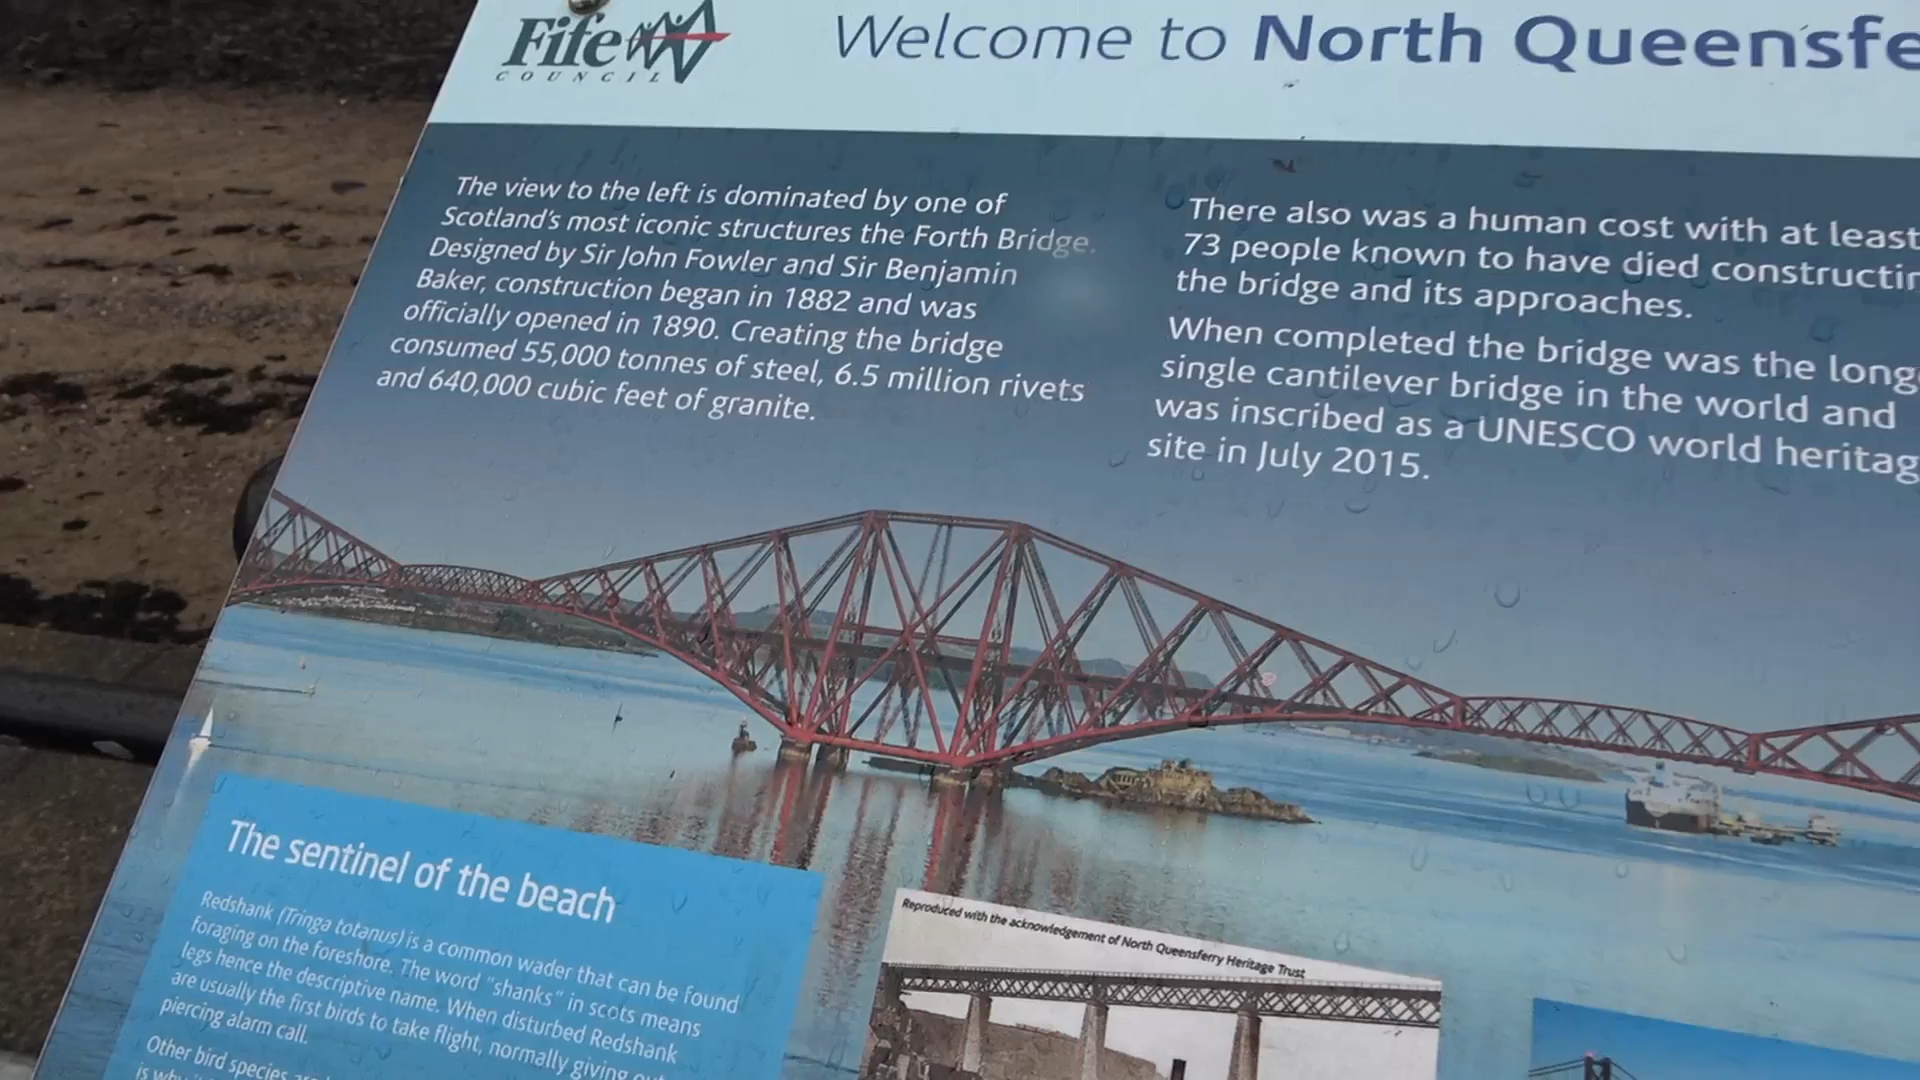 Fife
COUNCIL
Welcome to North Queensfe
The view to the left is dominated by one of
Scotland's most iconic structures the Forth Bridge.
Designed by Sir John Fowler and Sir Benjamin
Baker, construction began in 1882 and was
officially opened in 1890. Creating the bridge
consumed 55,000 tonnes of steel, 6.5 million rivets
and 640,000 cubic feet of granite.
There also was a human cost with at least
73 people known to have died constructin
the bridge and its approaches.
When completed the bridge was the long
single cantilever bridge in the world and
was inscribed as a UNESCO world heritag
site in July 2015.
The sentinel of the beach
Redshank (Tringa totanus) is a common wader that can be found
foraging on the foreshore. The word "shanks" in scots means
legs hence the descriptive name. When disturbed Redshank
are usually the first birds to take flight, normally giving out
piercing alarm call.
Other bird species
is why
Reproduced with the acknowledgement of North Queensferry Heritage Trust